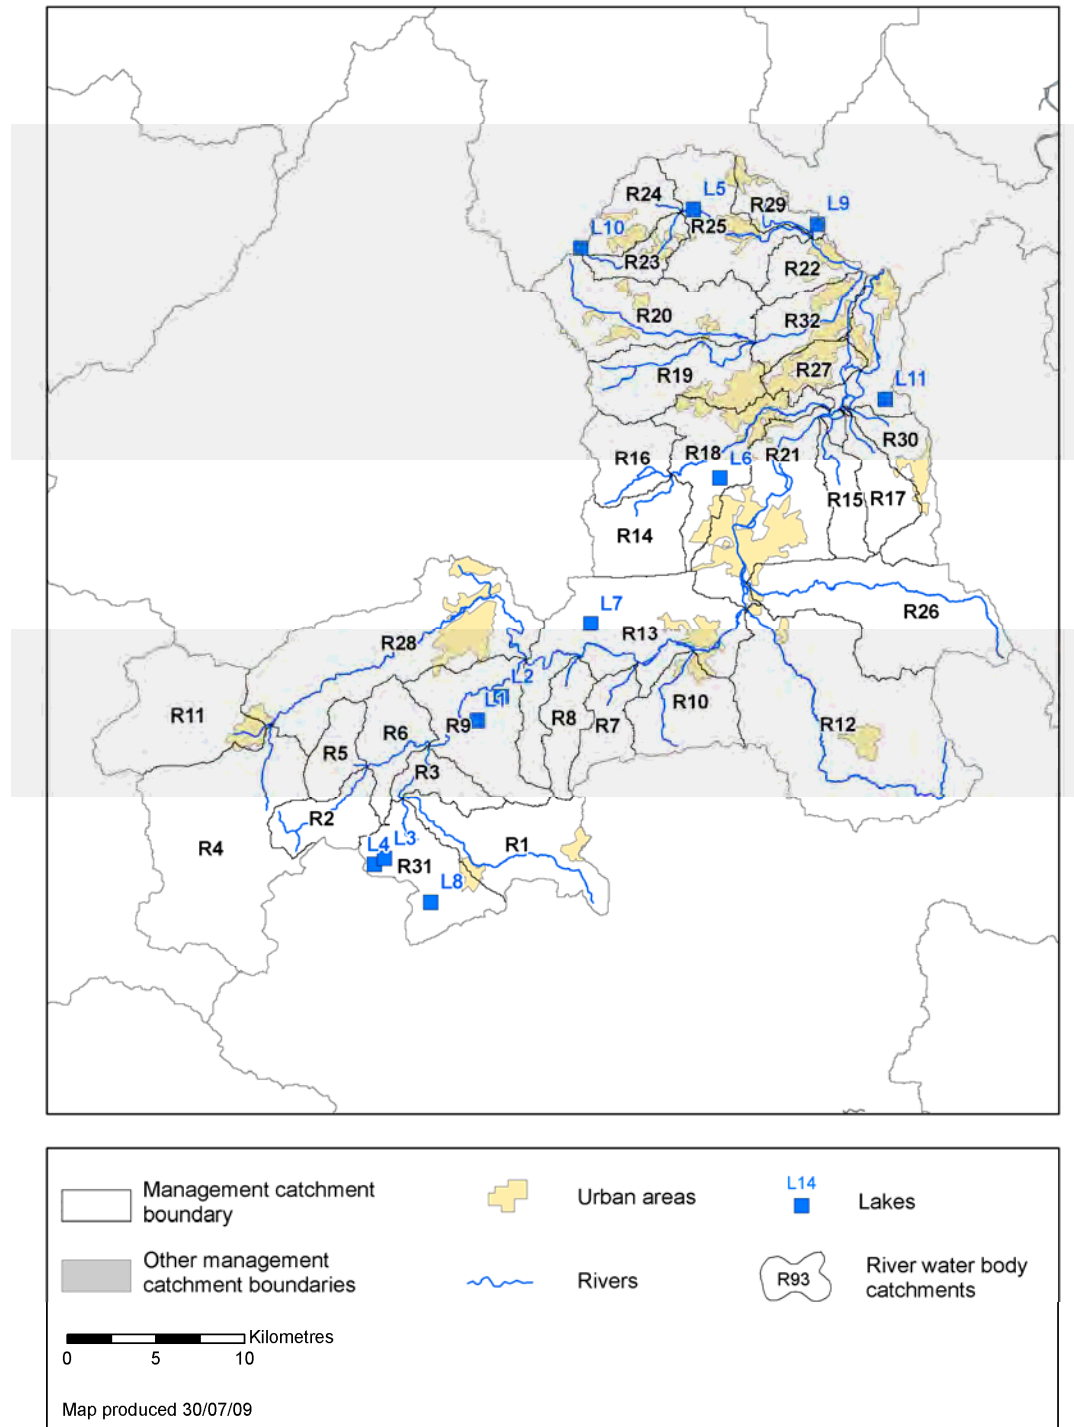 R24
L5
R29
L9
R25
L10
R23
R22
R20
R32
R19
R27
L11
R30
R16
R18
L6
R21
R15
R17
R14
L7
R26
R13
R28
L2
L1
R11
R9
R8
R7
R10
R12
R6
R5
R3
R2
R4
L4
L3
R31
R1
L8
Management catchment
boundary
Urban areas
L14
Lakes
Other management
catchment boundaries
Rivers
R93
River water body
catchments
Kilometres
0 5 10
Map produced 30/07/09